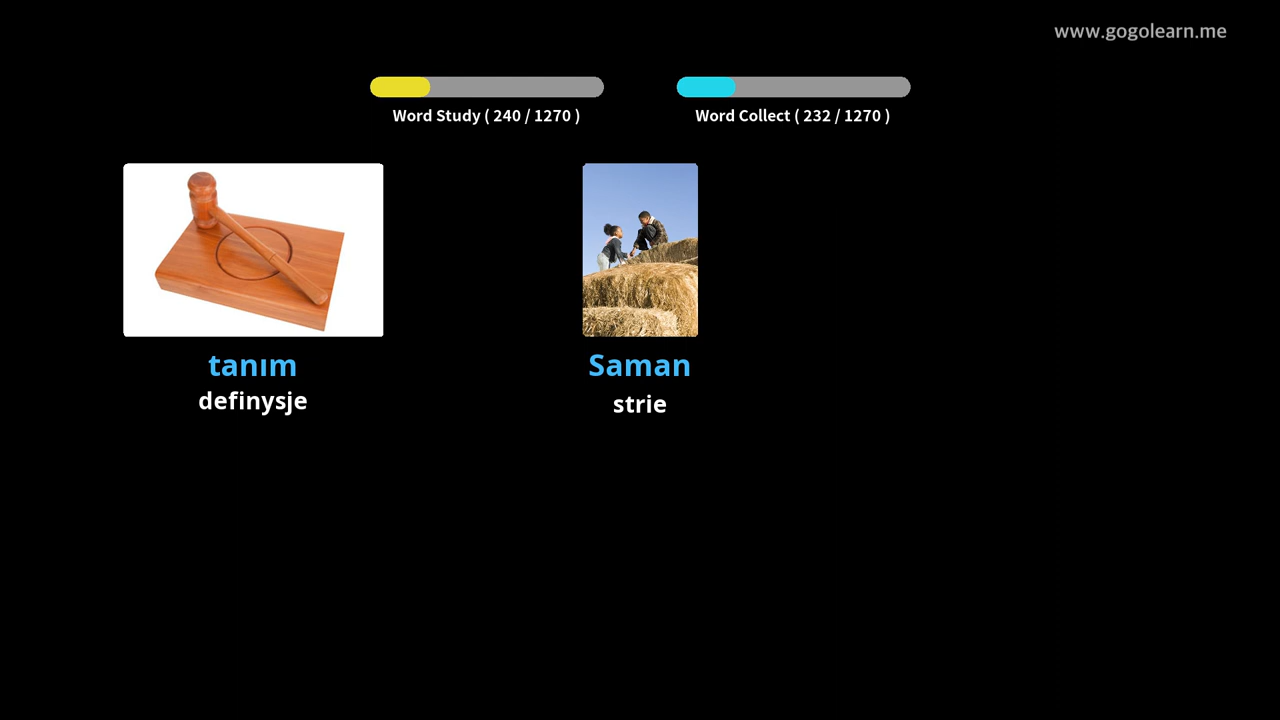 www.gogolearn.me
Word Study ( 240 / 1270 )
Word Collect ( 232 / 1270 )
tanım
definysje
Saman
strie